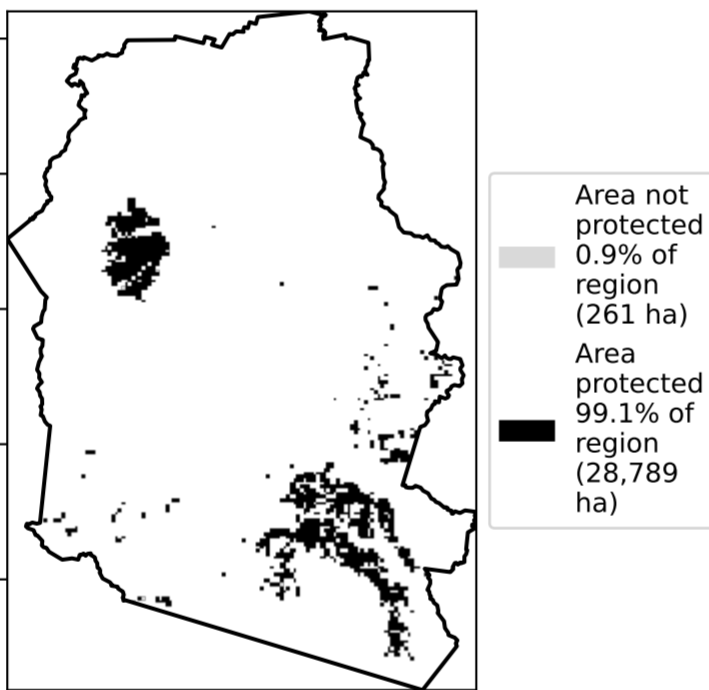 Area not
protected
0.9% of
region
(261 ha)
Area
protected
99.1% of
region
(28,789
ha)